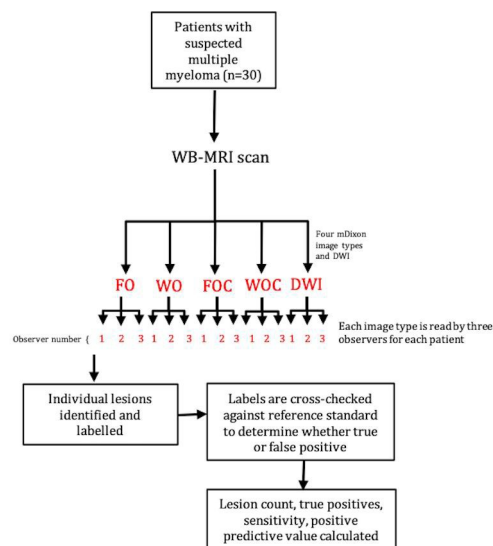 Patients with
suspected
multiple
myeloma (n=30)
WB-MRI scan
Four mDixon
image types
and DWI
FO WO FOC WOC DWI
Observer number { 1 2 3 1 2 3 1 2 3 1 2 3 1 2 3
Each image type is read by three
observers for each patient
Individual lesions
identified and
labelled
Labels are cross-checked
against reference standard
to determine whether true
or false positive
Lesion count, true positives,
sensitivity, positive
predictive value calculated